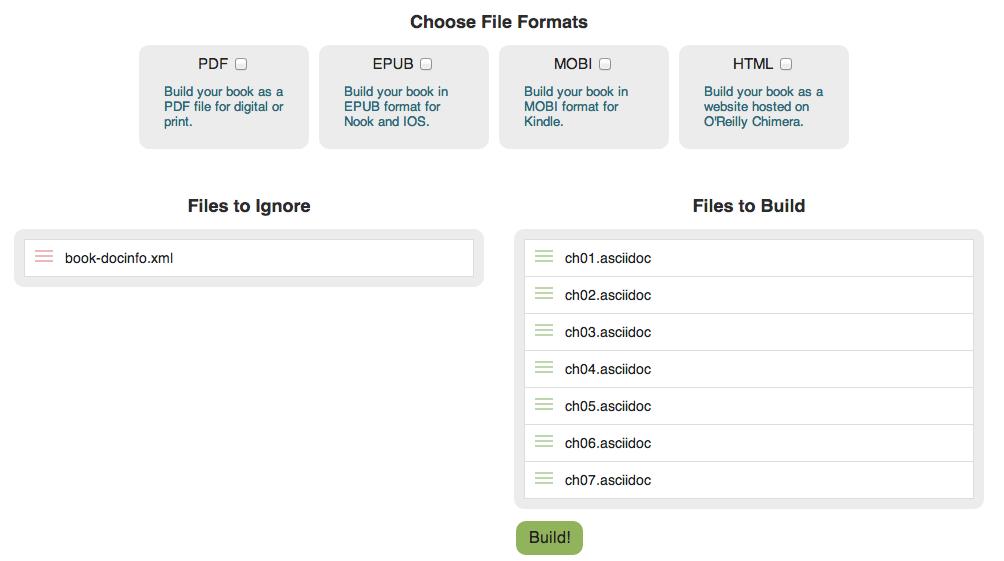 Choose File Formats
PDF
Build your book as a
PDF file for digital or
print.
EPUB
Build your book in
EPUB format for
Nook and IOS.
MOBI
Build your book in
MOBI format for
Kindle.
HTML
Build your book as a
website hosted on
O'Reilly Chimera.
Files to Ignore
book-docinfo.xml
Files to Build
ch01.asciidoc
ch02.asciidoc
ch03.asciidoc
ch04.asciidoc
ch05.asciidoc
ch06.asciidoc
ch07.asciidoc
Build!